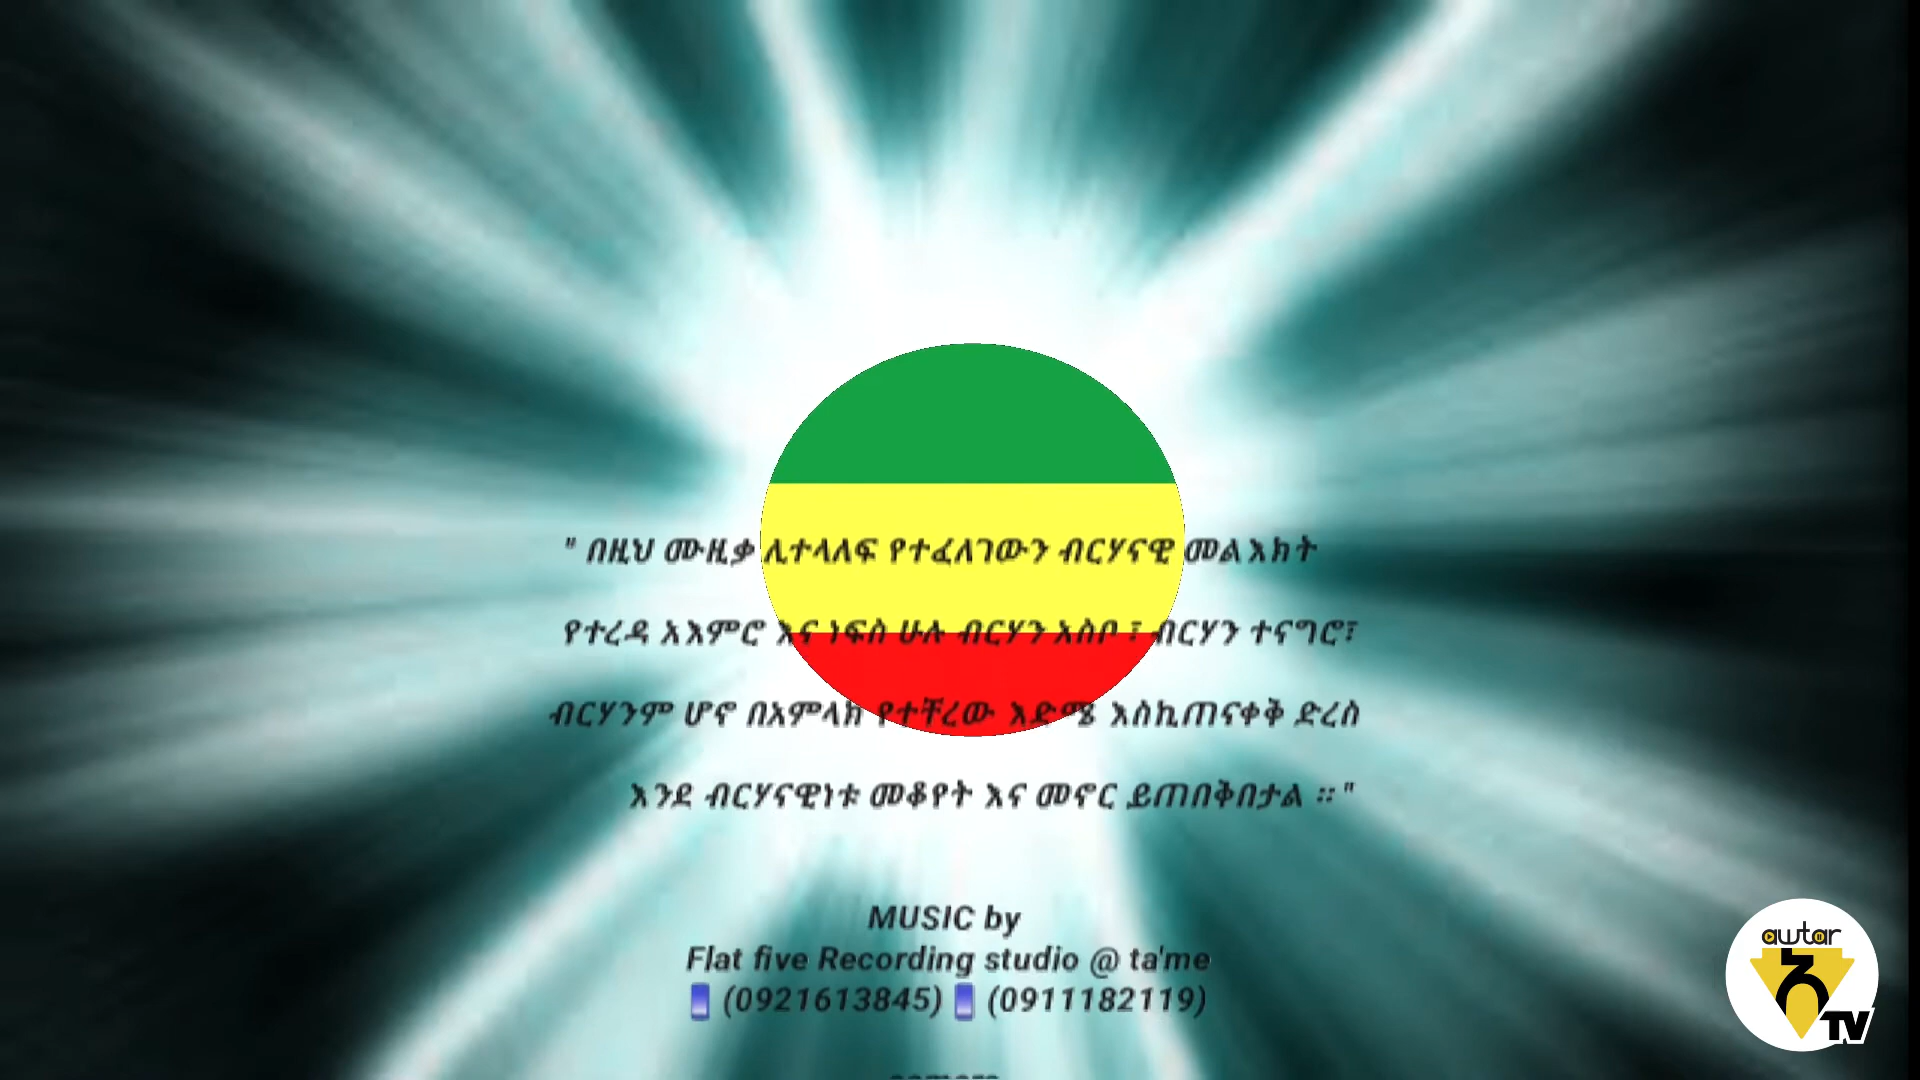 " በዚህ ሙዚቃ ሊተላለፍ የተፈለገውን ብርሃናዊ መልእክት
የተረዳ አእምሮ እና ነፍስ ሁሉ ብርሃን አስቦ ፣ ብርሃን ተናግሮ፣
ብርሃንም ሆኖ በአምላክ የተቸረው እድሜ እስኪጠናቀቅ ድረስ
እንደ ብርሃናዊነቱ መቆየት እና መኖር ይጠበቅበታል ። "
MUSIC by
Flat five Recording studio @ ta'me
(0921613845) (0911182119)
awtar
TV